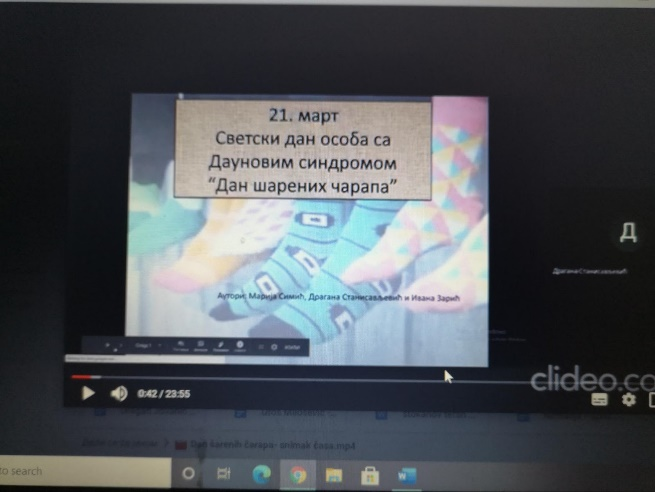 21. март
Светски дан особа са
Дауновим синдромом
“Дан шарених чарапа”
Аутори: Марија Симић, Драгана Станисављевић и Ивана Зарић
Д
Драгана Станисављевић
clideo.co
0:42 / 23:55
Dan šarenih čarapa- snimak časa.mp4
to search